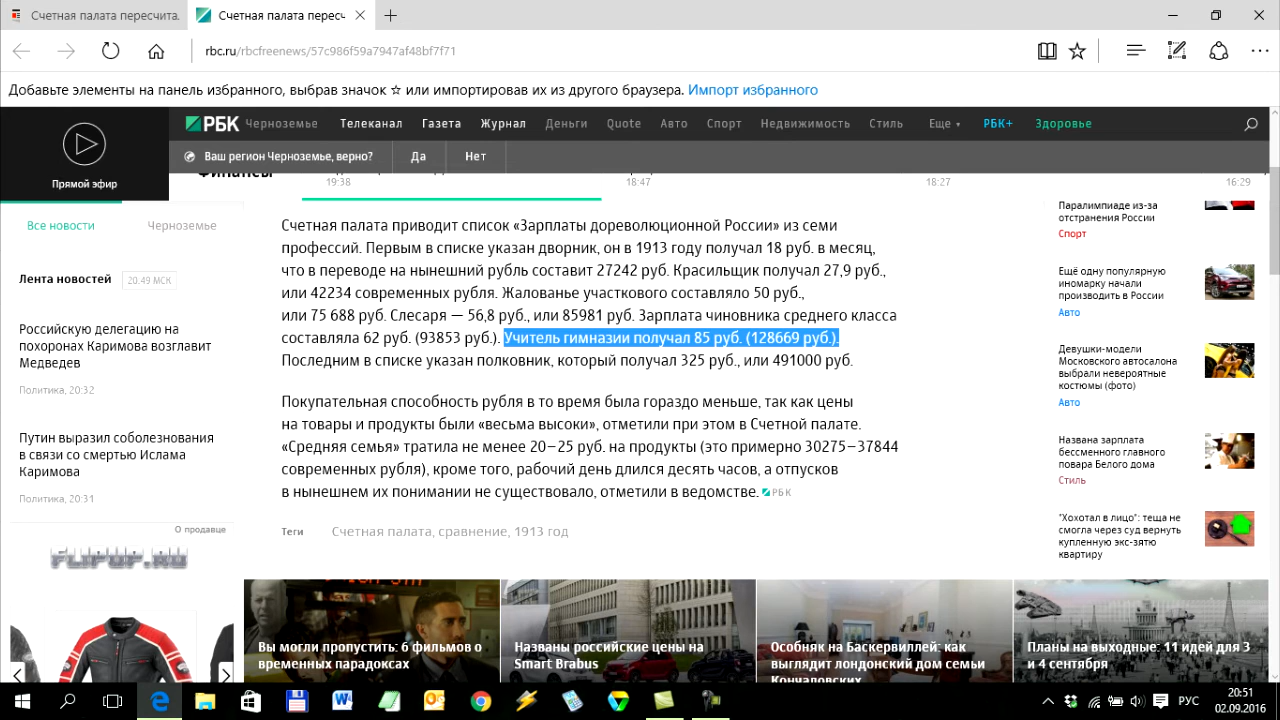 Счетная палата пересчита.
Счетная палата пересч
rbc.ru/rbcfreenews/57c986f59a7947af48bf7f71
Добавьте элементы на панель избранного, выбрав значок ☆ или импортировав их из другого браузера. Импорт избранного
РБК Черноземье Телеканал Газета Журнал Деньги Quote Авто Спорт Недвижимость Стиль Еще РБК+ Здоровье
Ваш регион Черноземье, верно? Да Нет
Прямой эфир
Финансы
19:38 18:47 18:27 16:29
Все новости Черноземье
Лента новостей 20:49 МСК
Российскую делегацию на
похоронах Каримова возглавит
Медведев
Политика, 20:32
Путин выразил соболезнования
в связи со смертью Ислама
Каримова
Политика, 20:31
О продавце
FLIPUP.RU
Счетная палата приводит список «Зарплаты дореволюционной России» из семи
профессий. Первым в списке указан дворник, он в 1913 году получал 18 руб. в месяц,
что в переводе на нынешний рубль составит 27242 руб. Красильщик получал 27,9 руб.,
или 42234 современных рубля. Жалованье участкового составляло 50 руб.,
или 75 688 руб. Слесаря — 56,8 руб., или 85981 руб. Зарплата чиновника среднего класса
составляла 62 руб. (93853 руб.). Учитель гимназии получал 85 руб. (128669 руб.).
Последним в списке указан полковник, который получал 325 руб., или 491000 руб.
Покупательная способность рубля в то время была гораздо меньше, так как цены
на товары и продукты были «весьма высоки», отметили при этом в Счетной палате.
«Средняя семья» тратила не менее 20–25 руб. на продукты (это примерно 30275–37844
современных рубля), кроме того, рабочий день длился десять часов, а отпусков
в нынешнем их понимании не существовало, отметили в ведомстве. РБК
Теги Счетная палата, сравнение, 1913 год
Паралимпиаде из-за
отстранения России
Спорт
Ещё одну популярную
иномарку начали
производить в России
Авто
Девушки-модели
Московского автосалона
выбрали невероятные
костюмы (фото)
Авто
Названа зарплата
бессменного главного
повара Белого дома
Стиль
"Хохотал в лицо": теща не
смогла через суд вернуть
купленную экс-зятю
квартиру
Вы могли пропустить: 6 фильмов о
временных парадоксах
Названы российские цены на
Smart Brabus
Особняк на Баскервиллей: как
выглядит лондонский дом семьи
Кончаловских
Планы на выходные: 11 идей для 3
и 4 сентября
РУС
20:51
02.09.2016